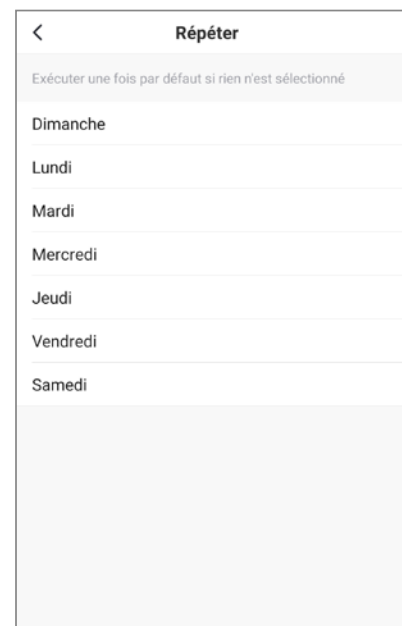 Répéter
Exécuter une fois par défaut si rien n'est sélectionné
Dimanche
Lundi
Mardi
Mercredi
Jeudi
Vendredi
Samedi